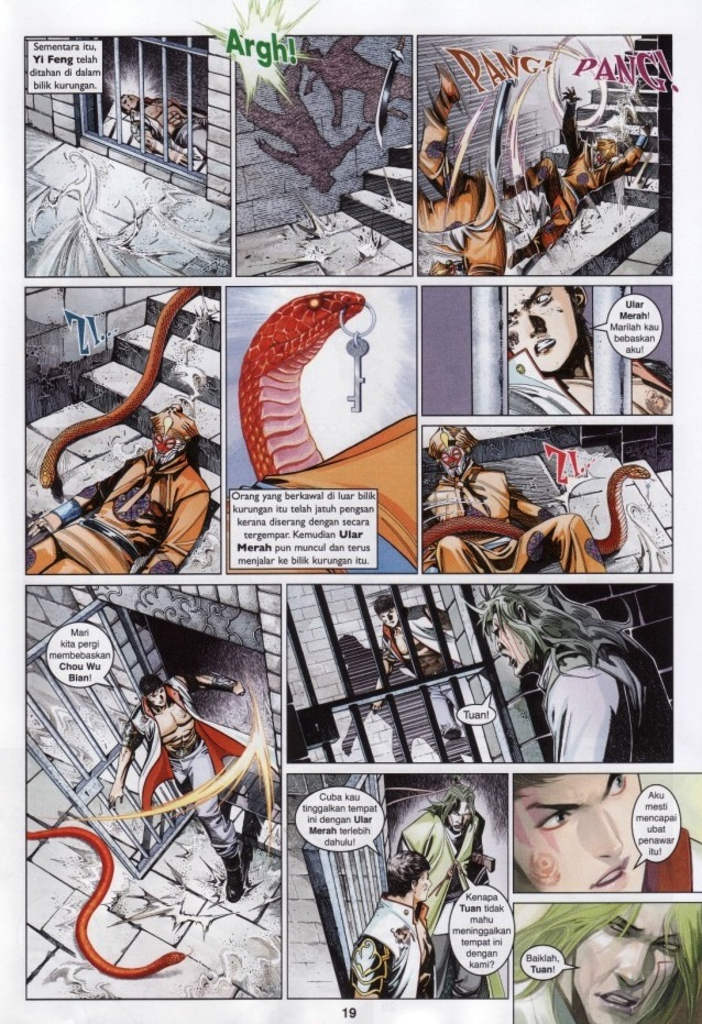 Sementara itu,
Yi Feng telah
ditahan di dalam
bilik kurungan.
Argh!
PANG!
PANG!
ZI...
Orang yang berkawal di luar bilik
kurungan itu telah jatuh pengsan
kerana diserang dengan secara
tergempar. Kemudian Ular
Merah pun muncul dan terus
menjalar ke bilik kurungan itu.
Ular
Merah!
Marilah kau
bebaskan
aku!
ZI...
Mari
kita pergi
membebaskan
Chou Wu
Bian!
Tuan!
Cuba kau
tinggalkan tempat
ini dengan Ular
Merah terlebih
dahulu!
Kenapa
Tuan tidak
mahu
meninggalkan
tempat ini
dengan
kami?
Aku
mesti
mencapai
ubat
penawar
itu!
Baiklah,
Tuan!
19